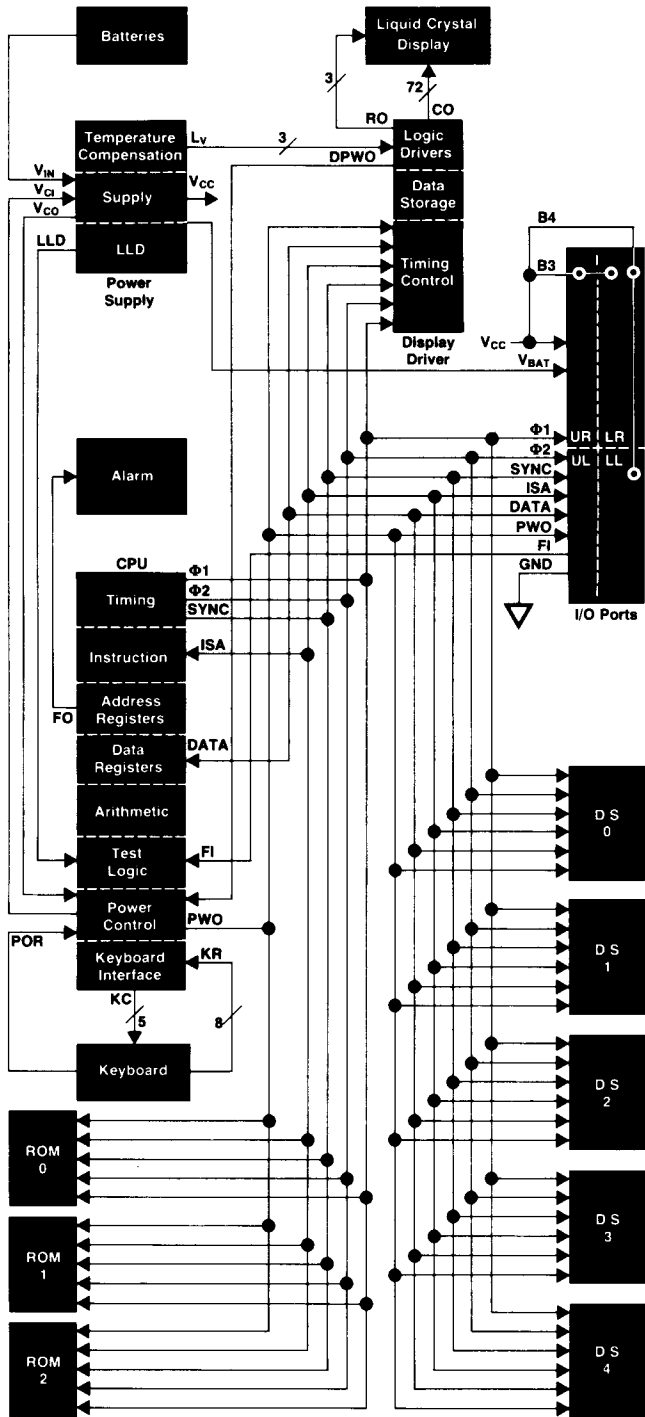 Batteries
Liquid Crystal
Display
3
72
RO
CO
Temperature
Compensation
LV
3
Logic
Drivers
DPWO
VIN
VCI
Supply
VCC
VCO
Data
Storage
LLD
LLD
Power
Supply
Timing
Control
Display
Driver
B4
B3
VCC
VBAT
Φ1
UR
LR
Φ2
UL
LL
SYNC
ISA
DATA
PWO
FI
GND
I/O Ports
Alarm
CPU
Φ1
Timing
Φ2
SYNC
Instruction
ISA
Address
Registers
FO
Data
Registers
DATA
Arithmetic
Test
Logic
FI
Power
Control
PWO
POR
Keyboard
Interface
KR
KC
5
8
Keyboard
DS
0
DS
1
DS
2
DS
3
DS
4
ROM
0
ROM
1
ROM
2